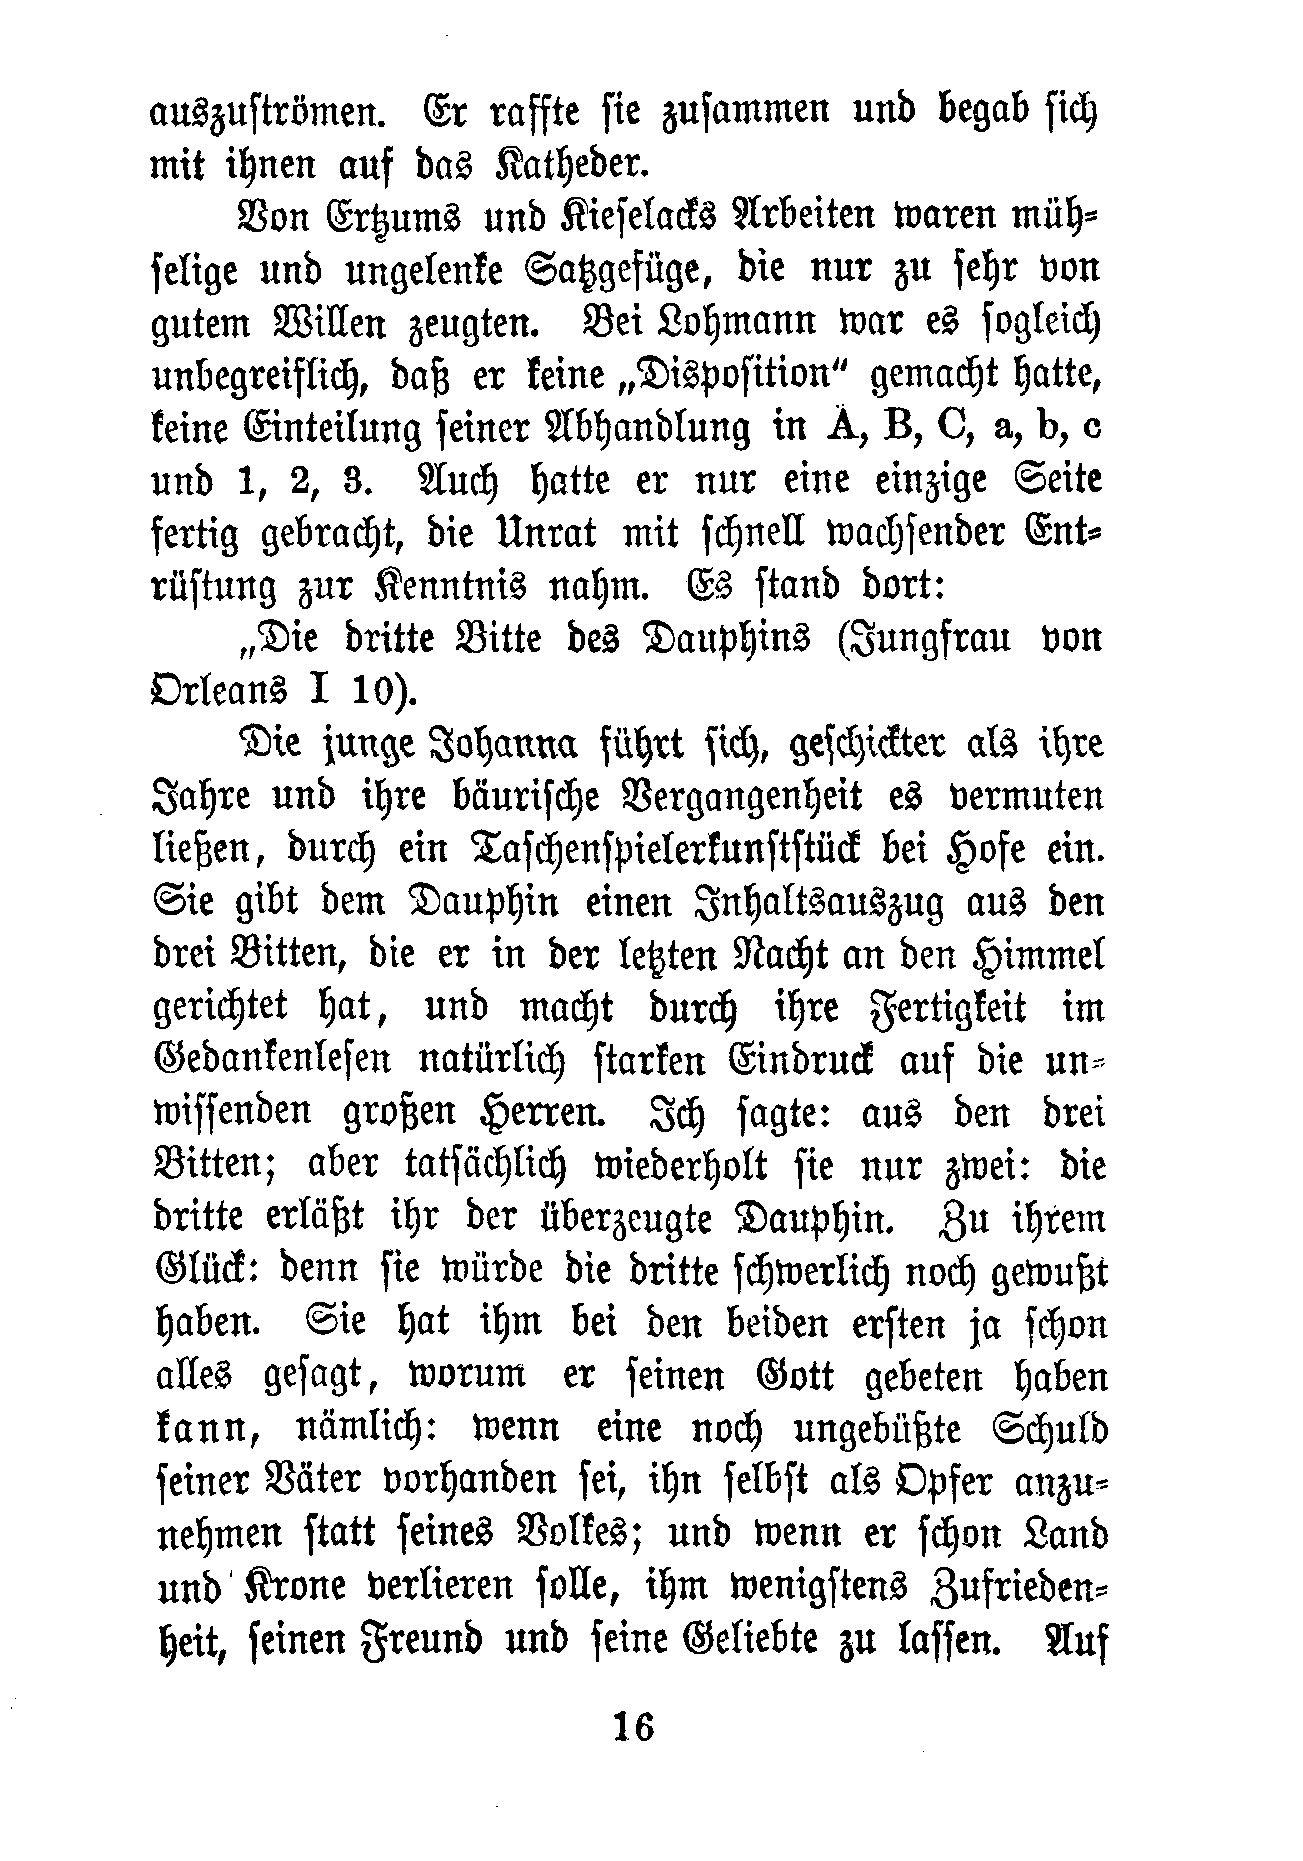 auszuströmen. Er raffte sie zusammen und begab sich
mit ihnen auf das Katheder.
Von Ertzums und Kieselacks Arbeiten waren müh-
selige und ungelenke Satzgefüge, die nur zu sehr von
gutem Willen zeugten. Bei Lohmann war es sogleich
unbegreiflich, daß er keine „Disposition“ gemacht hatte,
keine Einteilung seiner Abhandlung in A, B, C, a, b, c
und 1, 2, 3. Auch hatte er nur eine einzige Seite
fertig gebracht, die Unrat mit schnell wachsender Ent-
rüstung zur Kenntnis nahm. Es stand dort:
„Die dritte Bitte des Dauphins (Jungfrau von
Orleans I 10).
Die junge Johanna führt sich, geschickter als ihre
Jahre und ihre bäurische Vergangenheit es vermuten
ließen, durch ein Taschenspielerkunststück bei Hofe ein.
Sie gibt dem Dauphin einen Inhaltsauszug aus den
drei Bitten, die er in der letzten Nacht an den Himmel
gerichtet hat, und macht durch ihre Fertigkeit im
Gedankenlesen natürlich starken Eindruck auf die un-
wissenden großen Herren. Ich sagte: aus den drei
Bitten; aber tatsächlich wiederholt sie nur zwei: die
dritte erläßt ihr der überzeugte Dauphin. Zu ihrem
Glück: denn sie würde die dritte schwerlich noch gewußt
haben. Sie hat ihm bei den beiden ersten ja schon
alles gesagt, worum er seinen Gott gebeten haben
kann, nämlich: wenn eine noch ungebüßte Schuld
seiner Väter vorhanden sei, ihn selbst als Opfer anzu-
nehmen statt seines Volkes; und wenn er schon Land
und Krone verlieren solle, ihm wenigstens Zufrieden-
heit, seinen Freund und seine Geliebte zu lassen. Auf
16